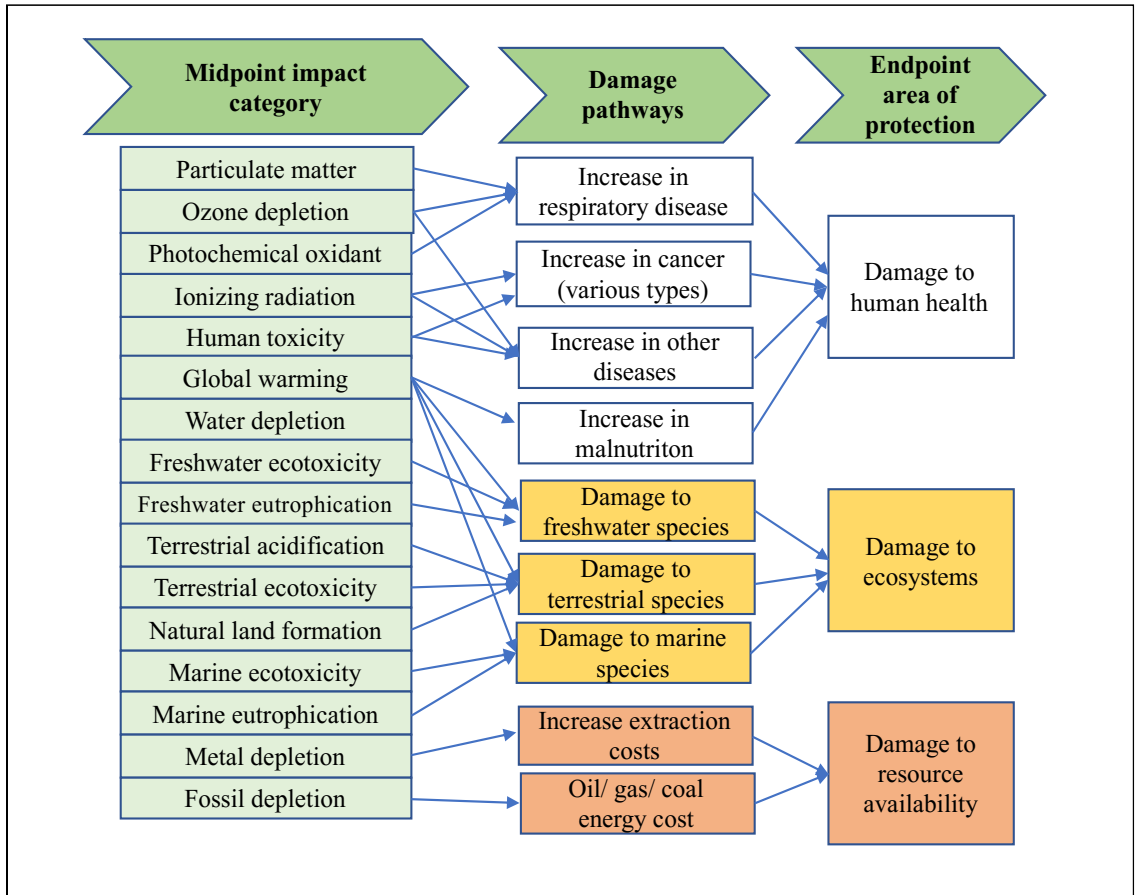 Midpoint impact
category
Damage
pathways
Endpoint
area of
protection
Particulate matter
Ozone depletion
Photochemical oxidant
Ionizing radiation
Human toxicity
Global warming
Water depletion
Freshwater ecotoxicity
Freshwater eutrophication
Terrestrial acidification
Terrestrial ecotoxicity
Natural land formation
Marine ecotoxicity
Marine eutrophication
Metal depletion
Fossil depletion
Increase in
respiratory disease
Increase in cancer
(various types)
Increase in other
diseases
Increase in
malnutriton
Damage to
freshwater species
Damage to
terrestrial species
Damage to marine
species
Increase extraction
costs
Oil/ gas/ coal
energy cost
Damage to
human health
Damage to
ecosystems
Damage to
resource
availability